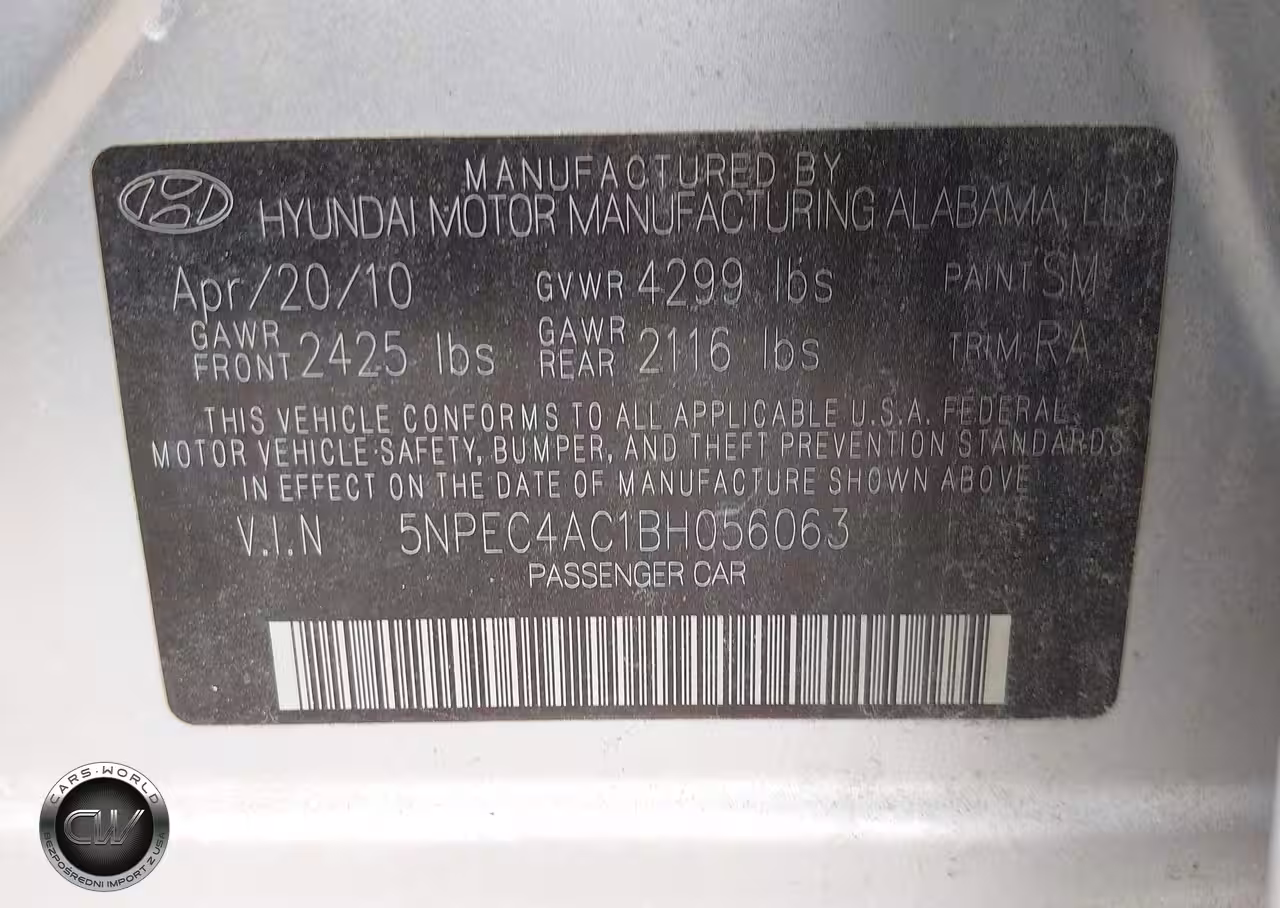 MANUFACTURED BY
HYUNDAI MOTOR MANUFACTURING ALABAMA, LLC
Apr/20/10 GVWR 4299 lbs PAINT SM
GAWR FRONT 2425 lbs GAWR REAR 2116 lbs TRIM RA
THIS VEHICLE CONFORMS TO ALL APPLICABLE U.S.A. FEDERAL
MOTOR VEHICLE SAFETY, BUMPER, AND THEFT PREVENTION STANDARDS
IN EFFECT ON THE DATE OF MANUFACTURE SHOWN ABOVE
V.I.N 5NPEC4AC1BH056063
PASSENGER CAR
CARS-WORLD
CW
BEZPOŚREDNI IMPORT Z USA